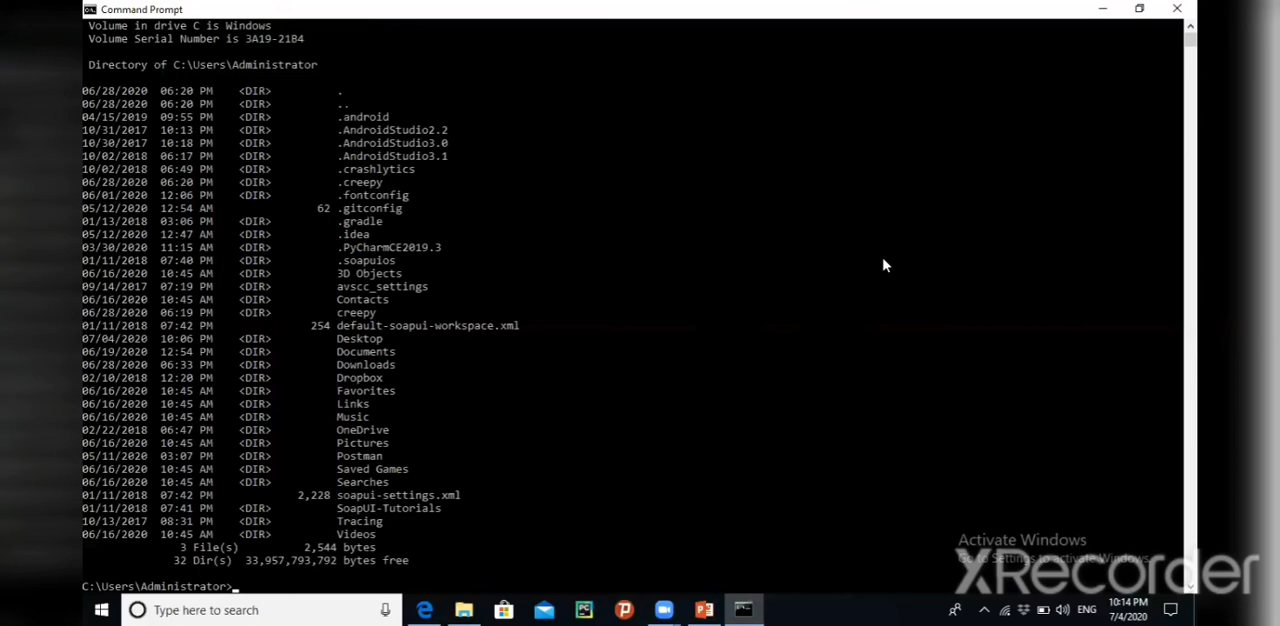 Command Prompt
Volume in drive C is Windows
Volume Serial Number is 3A19-21B4
Directory of C:\Users\Administrator
06/28/2020 06:20 PM <DIR> .
06/28/2020 06:20 PM <DIR> ..
04/15/2019 09:55 PM <DIR> .android
10/31/2017 10:13 PM <DIR> .AndroidStudio2.2
10/30/2017 10:18 PM <DIR> .AndroidStudio3.0
10/02/2018 06:17 PM <DIR> .AndroidStudio3.1
10/02/2018 06:49 PM <DIR> .crashlytics
06/28/2020 06:20 PM <DIR> .creepy
06/01/2020 12:06 PM <DIR> .fontconfig
05/12/2020 12:54 AM 62 .gitconfig
01/13/2018 03:06 PM <DIR> .gradle
05/12/2020 12:47 AM <DIR> .idea
03/30/2020 11:15 AM <DIR> .PyCharmCE2019.3
01/11/2018 07:40 PM <DIR> .soapuios
06/16/2020 10:45 AM <DIR> 3D Objects
09/14/2017 07:19 PM <DIR> avscc_settings
06/16/2020 10:45 AM <DIR> Contacts
06/28/2020 06:19 PM <DIR> creepy
01/11/2018 07:42 PM 254 default-soapui-workspace.xml
07/04/2020 10:06 PM <DIR> Desktop
06/19/2020 12:54 PM <DIR> Documents
06/28/2020 06:33 PM <DIR> Downloads
02/10/2018 12:20 PM <DIR> Dropbox
06/16/2020 10:45 AM <DIR> Favorites
06/16/2020 10:45 AM <DIR> Links
06/16/2020 10:45 AM <DIR> Music
02/22/2018 06:47 PM <DIR> OneDrive
06/16/2020 10:45 AM <DIR> Pictures
05/11/2020 03:07 PM <DIR> Postman
06/16/2020 10:45 AM <DIR> Saved Games
06/16/2020 10:45 AM <DIR> Searches
01/11/2018 07:42 PM 2,228 soapui-settings.xml
01/11/2018 07:41 PM <DIR> SoapUI-Tutorials
10/13/2017 08:31 PM <DIR> Tracing
06/16/2020 10:45 AM <DIR> Videos
3 File(s) 2,544 bytes
32 Dir(s) 33,957,793,792 bytes free
C:\Users\Administrator>_
Activate Windows
Go to Settings to activate Windows.
XRecorder
Type here to search
ENG
10:14 PM
7/4/2020